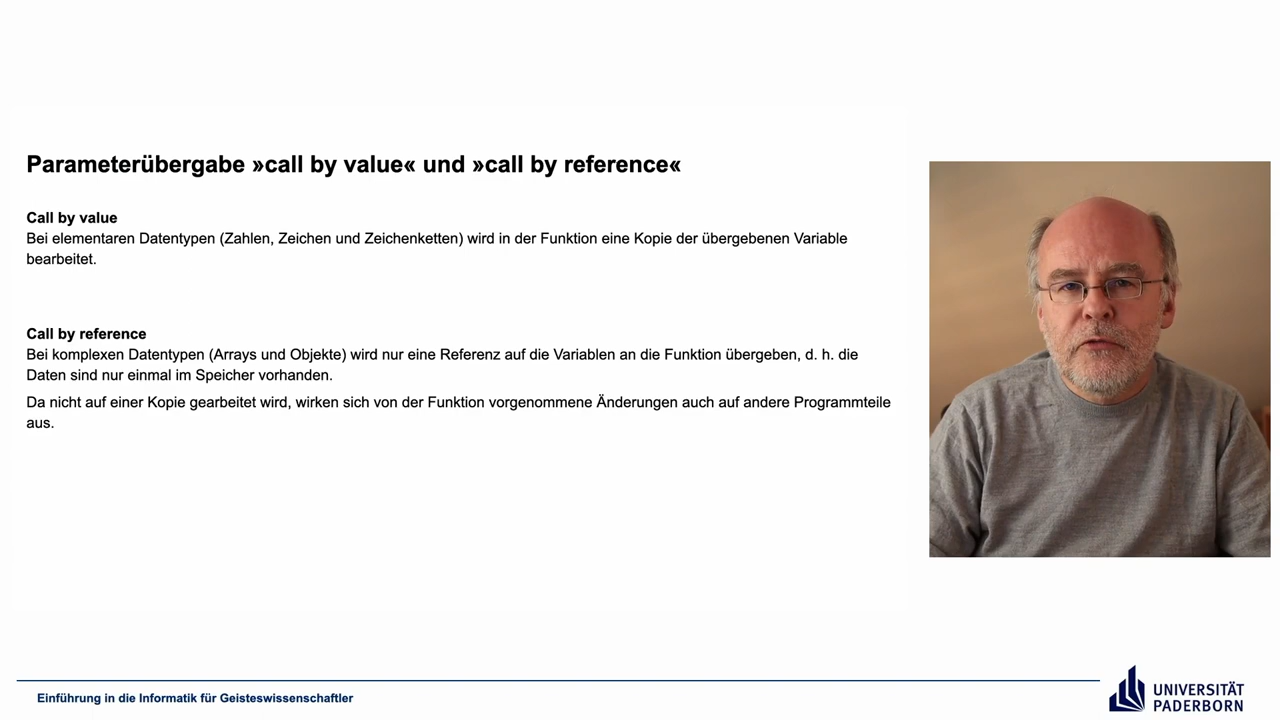 Parameterübergabe »call by value« und »call by reference«
Call by value
Bei elementaren Datentypen (Zahlen, Zeichen und Zeichenketten) wird in der Funktion eine Kopie der übergebenen Variable
bearbeitet.
Call by reference
Bei komplexen Datentypen (Arrays und Objekte) wird nur eine Referenz auf die Variablen an die Funktion übergeben, d. h. die
Daten sind nur einmal im Speicher vorhanden.
Da nicht auf einer Kopie gearbeitet wird, wirken sich von der Funktion vorgenommene Änderungen auch auf andere Programmteile
aus.
Einführung in die Informatik für Geisteswissenschaftler
UNIVERSITÄT
PADERBORN